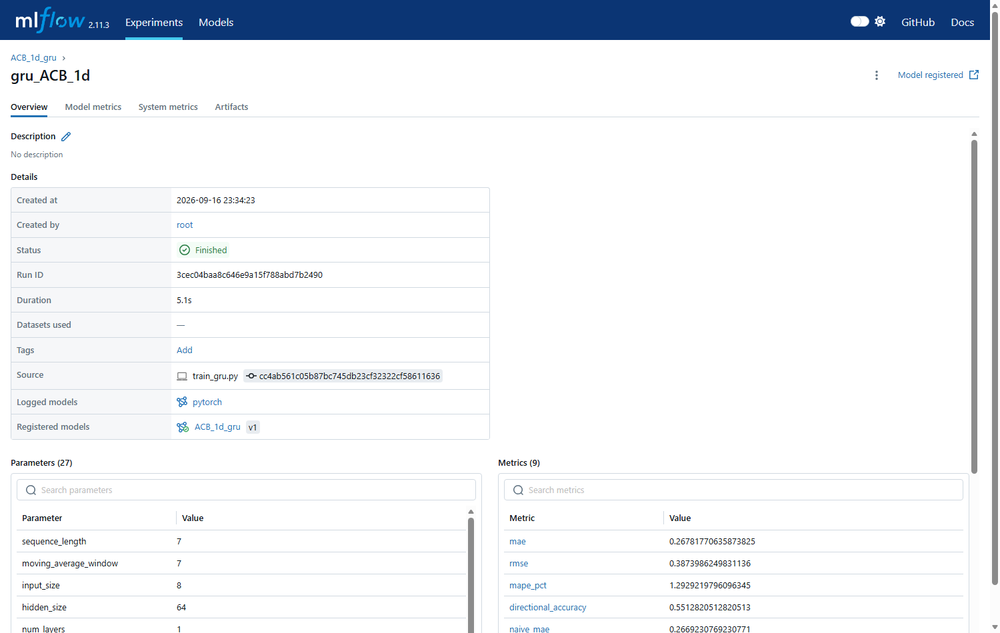 mlflow 2.11.3 Experiments Models GitHub Docs
ACB_1d_gru ›
gru_ACB_1d
Model registered
Overview Model metrics System metrics Artifacts
Description
No description
Details
Created at 2026-09-16 23:34:23
Created by root
Status Finished
Run ID 3cec04baa8c646e9a15f788abd7b2490
Duration 5.1s
Datasets used —
Tags Add
Source train_gru.py cc4ab561c05b87bc745db23cf32322cf58611636
Logged models pytorch
Registered models ACB_1d_gru v1
Parameters (27)
Search parameters
Parameter Value
sequence_length 7
moving_average_window 7
input_size 8
hidden_size 64
num_layers 1
Metrics (9)
Search metrics
Metric Value
mae 0.26781770635873825
rmse 0.3873986249831136
mape_pct 1.2929219796096345
directional_accuracy 0.5512820512820513
naive_mae 0.2669230769230771